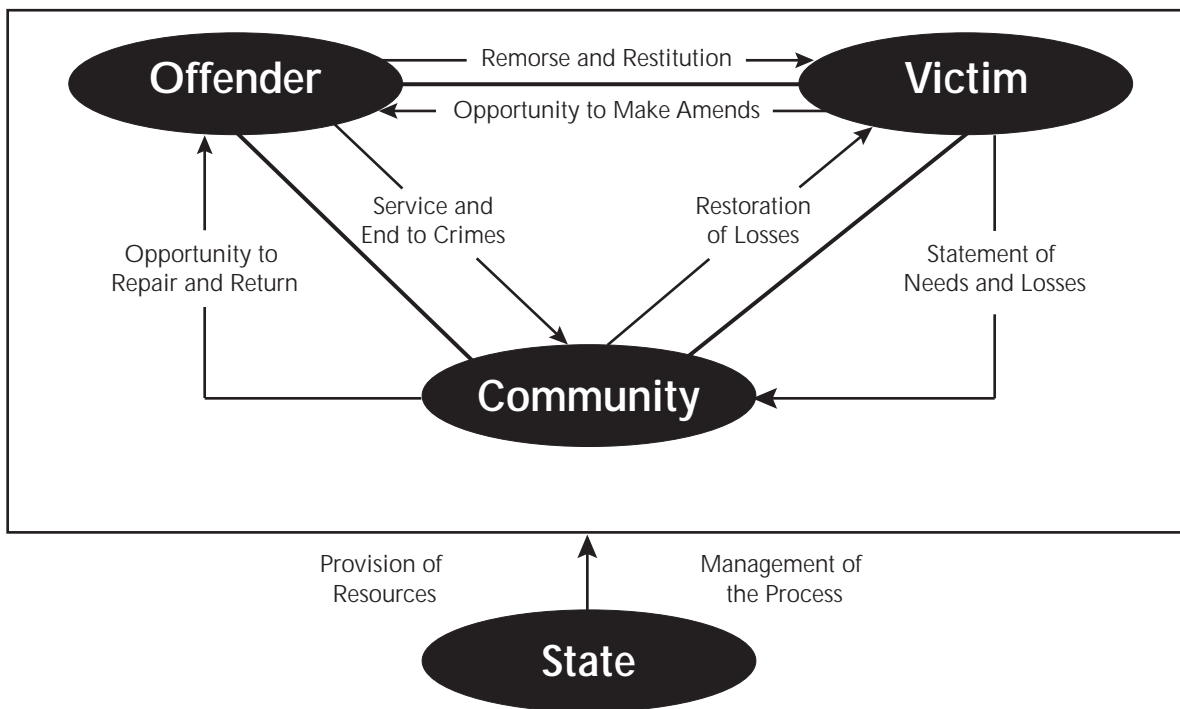 Offender
Remorse and Restitution
Victim
Opportunity to Make Amends
Service and
End to Crimes
Restoration
of Losses
Opportunity to
Repair and Return
Statement of
Needs and Losses
Community
Provision of
Resources
Management of
the Process
State